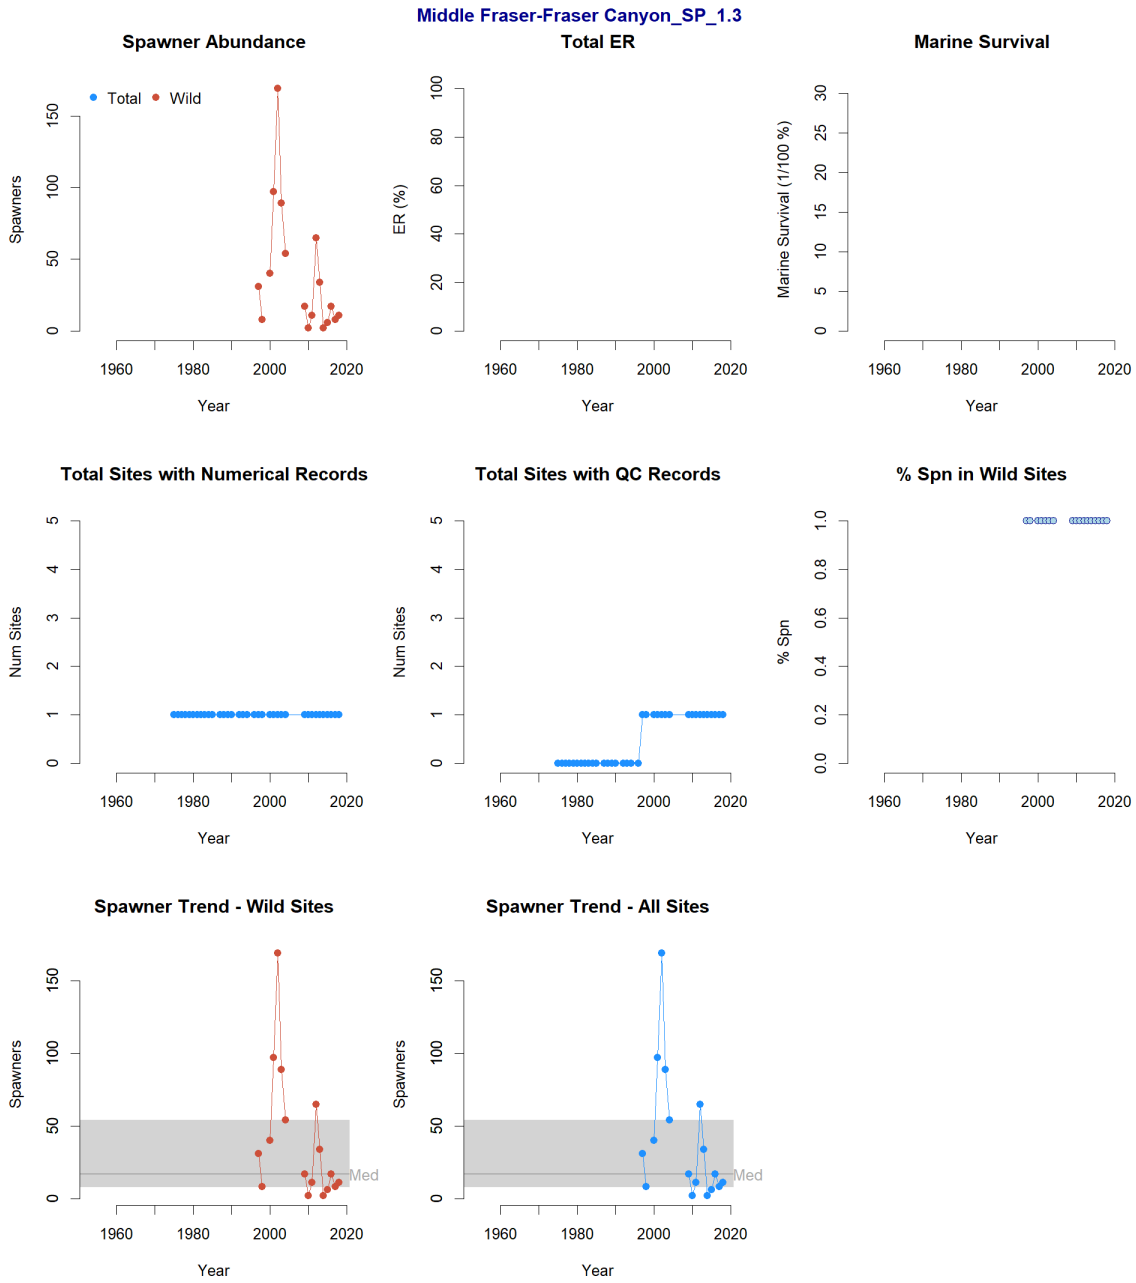 Middle Fraser-Fraser Canyon_SP_1.3
Spawner Abundance
Total
Wild
Spawners
0
50
100
150
1960
1980
2000
2020
Year
Total ER
ER (%)
0
20
40
60
80
100
1960
1980
2000
2020
Year
Marine Survival
Marine Survival (1/100 %)
0
5
10
15
20
25
30
1960
1980
2000
2020
Year
Total Sites with Numerical Records
Num Sites
0
1
2
3
4
5
1960
1980
2000
2020
Year
Total Sites with QC Records
Num Sites
0
1
2
3
4
5
1960
1980
2000
2020
Year
% Spn in Wild Sites
% Spn
0.0
0.2
0.4
0.6
0.8
1.0
1960
1980
2000
2020
Year
Spawner Trend - Wild Sites
Spawners
0
50
100
150
Med
1960
1980
2000
2020
Year
Spawner Trend - All Sites
Spawners
0
50
100
150
Med
1960
1980
2000
2020
Year